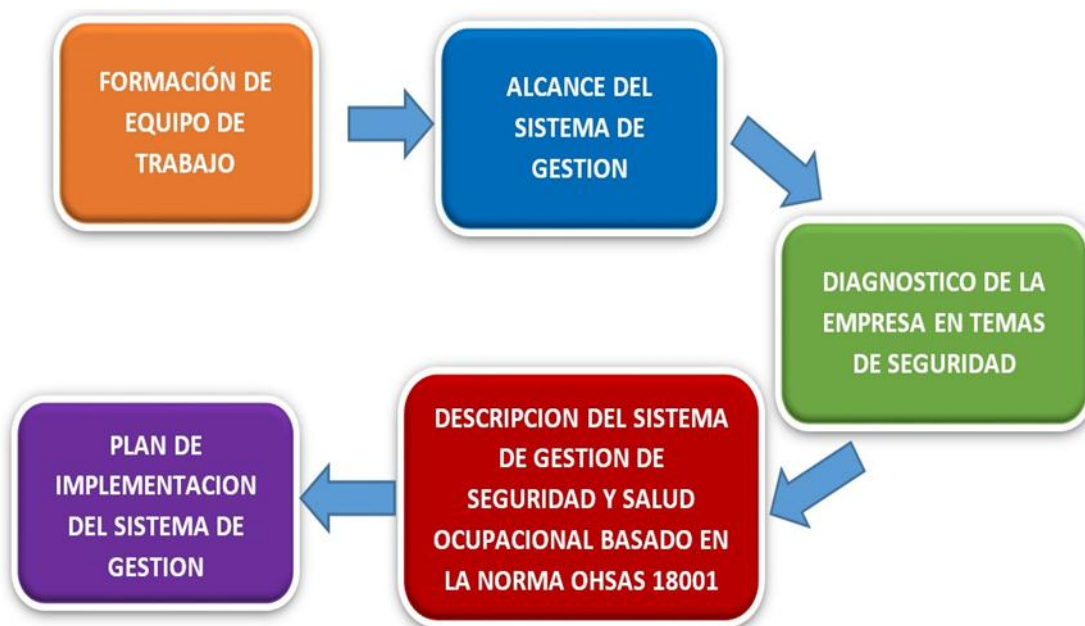 FORMACIÓN DE
EQUIPO DE
TRABAJO
ALCANCE DEL
SISTEMA DE
GESTION
DIAGNOSTICO DE LA
EMPRESA EN TEMAS
DE SEGURIDAD
DESCRIPCION DEL SISTEMA
DE GESTION DE
SEGURIDAD Y SALUD
OCUPACIONAL BASADO EN
LA NORMA OHSAS 18001
PLAN DE
IMPLEMENTACION
DEL SISTEMA DE
GESTION